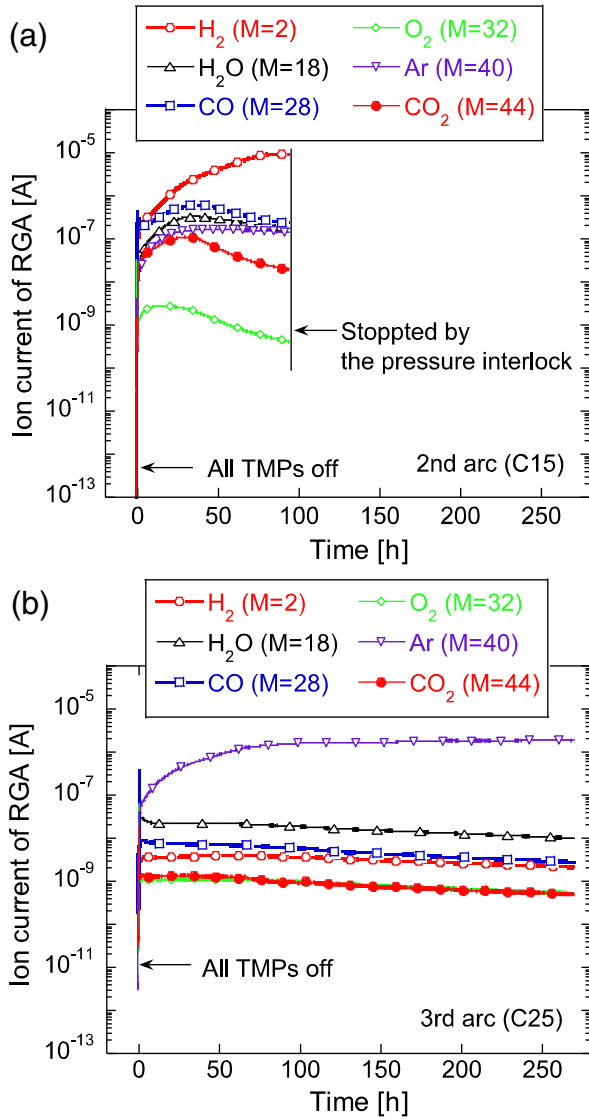 (a)
H₂ (M=2) O₂ (M=32)
H₂O (M=18) Ar (M=40)
CO (M=28) CO₂ (M=44)
Ion current of RGA [A]
10⁻⁵
10⁻⁷
10⁻⁹
10⁻¹¹
10⁻¹³
Stoppted by
the pressure interlock
All TMPs off
2nd arc (C15)
0 50 100 150 200 250
Time [h]
(b)
H₂ (M=2) O₂ (M=32)
H₂O (M=18) Ar (M=40)
CO (M=28) CO₂ (M=44)
Ion current of RGA [A]
10⁻⁵
10⁻⁷
10⁻⁹
10⁻¹¹
10⁻¹³
All TMPs off
3rd arc (C25)
0 50 100 150 200 250
Time [h]